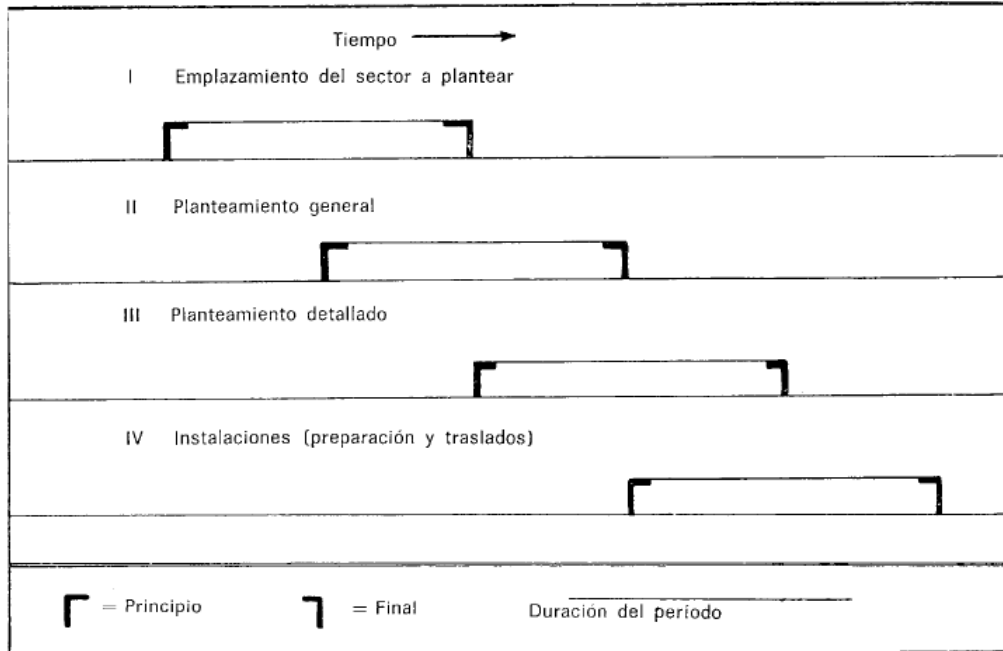 Tiempo
I Emplazamiento del sector a plantear
II Planteamiento general
III Planteamiento detallado
IV Instalaciones (preparación y traslados)
= Principio = Final Duración del período